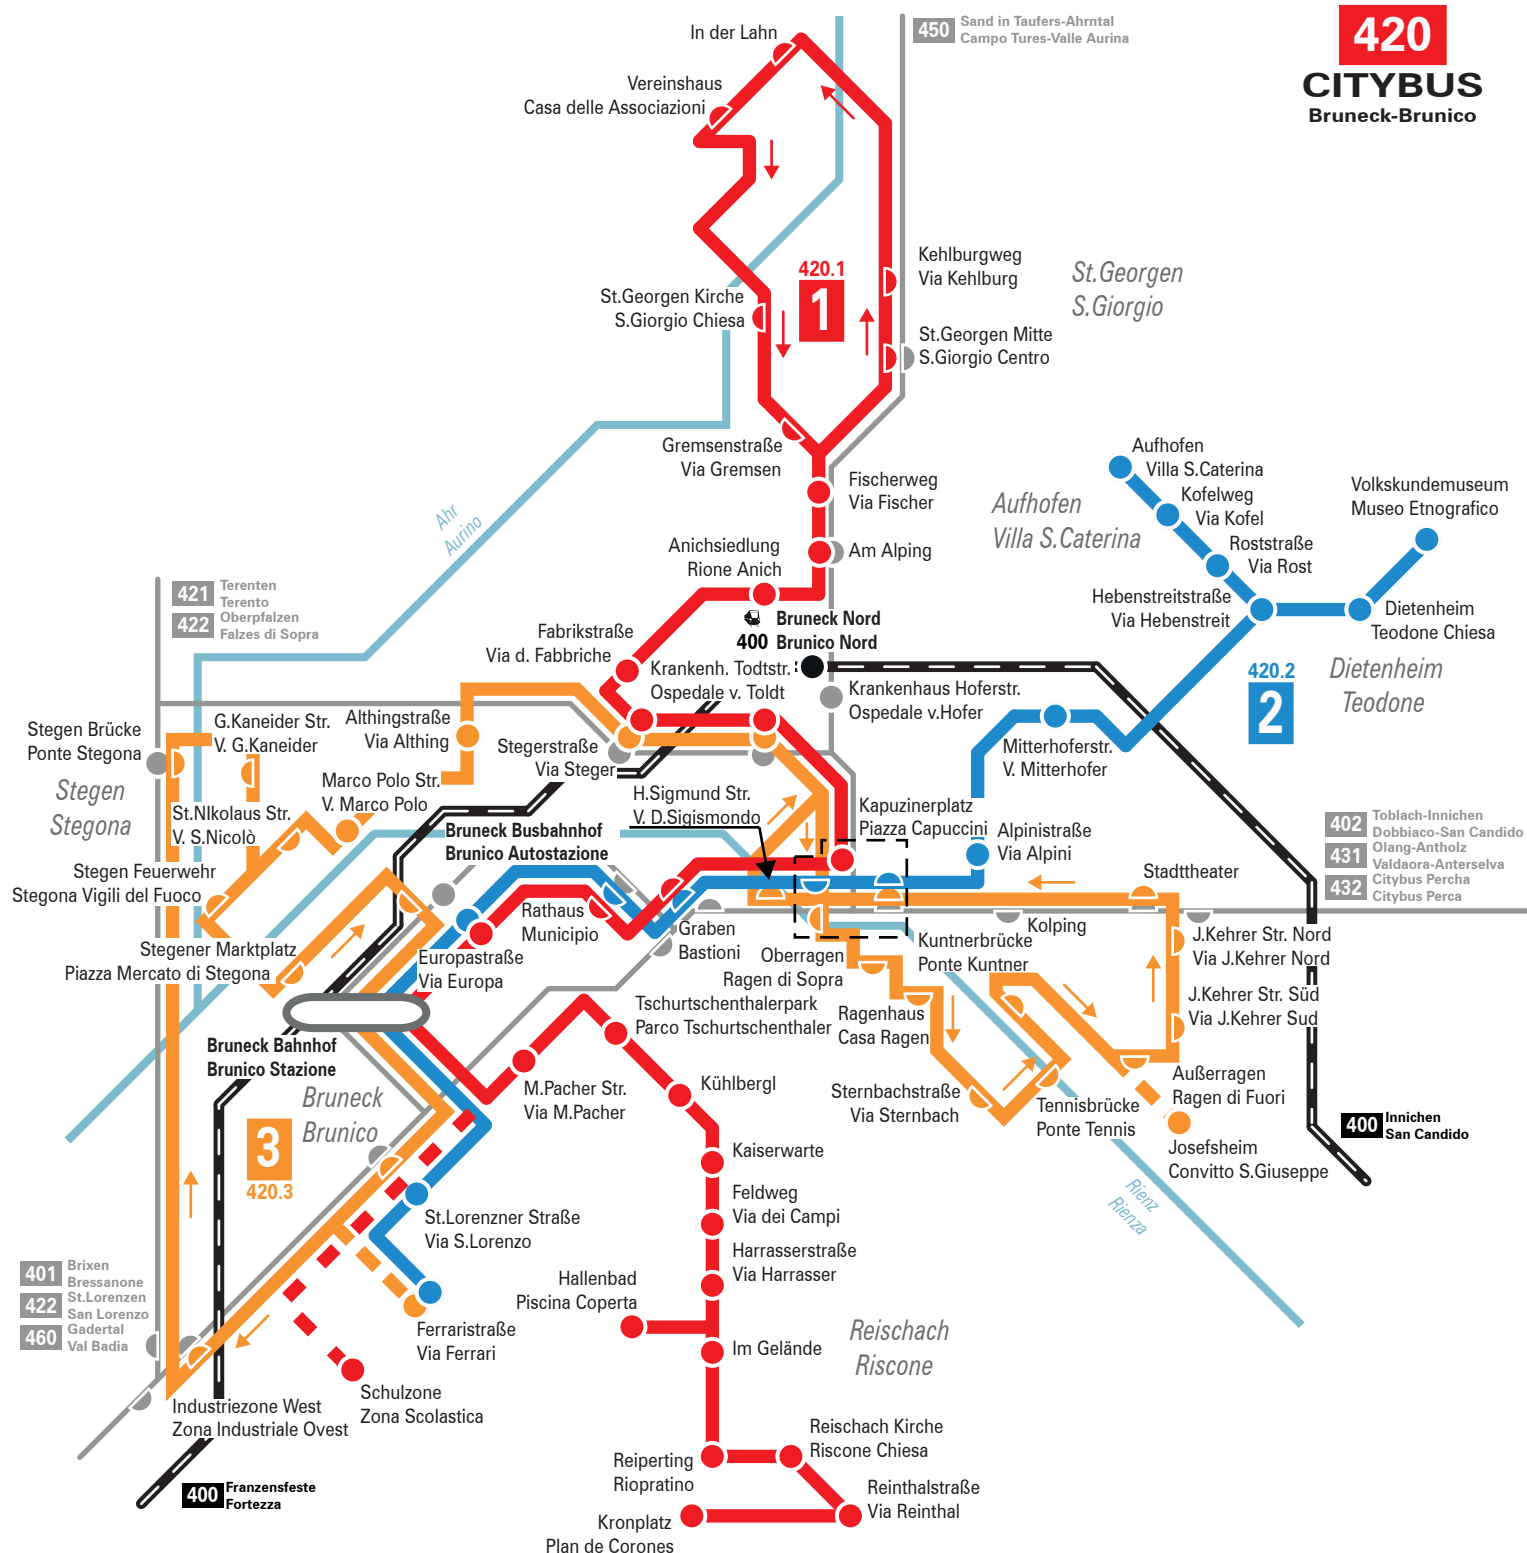 420
CITYBUS
Bruneck-Brunico
450
Sand in Taufers-Ahrntal
Campo Tures-Valle Aurina
In der Lahn
Vereinshaus
Casa delle Associazioni
Kehlburgweg
Via Kehlburg
St.Georgen
S.Giorgio
420.1
1
St.Georgen Kirche
S.Giorgio Chiesa
St.Georgen Mitte
S.Giorgio Centro
Gremsenstraße
Via Gremsen
Fischerweg
Via Fischer
Aufhofen
Villa S.Caterina
Kofelweg
Via Kofel
Volkskundemuseum
Museo Etnografico
Aufhofen
Villa S.Caterina
Roststraße
Via Rost
Ahr
Aurino
Anichsiedlung
Rione Anich
Am Alping
Hebenstreitstraße
Via Hebenstreit
Dietenheim
Teodone Chiesa
421
Terenten
Terento
422
Oberpfalzen
Falzes di Sopra
Bruneck Nord
400 Brunico Nord
Fabrikstraße
Via d. Fabbriche
Krankenh. Todtstr.
Ospedale v. Toldt
Krankenhaus Hoferstr.
Ospedale v.Hofer
420.2
2
Dietenheim
Teodone
Stegen Brücke
Ponte Stegona
G.Kaneider Str.
V. G.Kaneider
Althingstraße
Via Althing
Stegerstraße
Via Steger
Mitterhoferstr.
V. Mitterhofer
Stegen
Stegona
Marco Polo Str.
V. Marco Polo
St.NIkolaus Str.
V. S.Nicolò
H.Sigmund Str.
V. D.Sigismondo
Kapuzinerplatz
Piazza Capuccini
Alpinistraße
Via Alpini
402
Toblach-Innichen
Dobbiaco-San Candido
431
Olang-Antholz
Valdaora-Anterselva
432
Citybus Percha
Citybus Perca
Bruneck Busbahnhof
Brunico Autostazione
Stegen Feuerwehr
Stegona Vigili del Fuoco
Stadttheater
Rathaus
Municipio
Graben
Bastioni
Kolping
Stegener Marktplatz
Piazza Mercato di Stegona
Europastraße
Via Europa
Oberragen
Ragen di Sopra
Kuntnerbrücke
Ponte Kuntner
J.Kehrer Str. Nord
Via J.Kehrer Nord
Tschurtschenthalerpark
Parco Tschurtschenthaler
Ragenhaus
Casa Ragen
J.Kehrer Str. Süd
Via J.Kehrer Sud
Bruneck Bahnhof
Brunico Stazione
Bruneck
Brunico
M.Pacher Str.
Via M.Pacher
Kühlbergl
Sternbachstraße
Via Sternbach
Tennisbrücke
Ponte Tennis
Außerragen
Ragen di Fuori
400
Innichen
San Candido
3
420.3
Kaiserwarte
Josefsheim
Convitto S.Giuseppe
Feldweg
Via dei Campi
Rienz
Rienza
St.Lorenzner Straße
Via S.Lorenzo
Harrasserstraße
Via Harrasser
401
Brixen
Bressanone
422
St.Lorenzen
San Lorenzo
460
Gadertal
Val Badia
Hallenbad
Piscina Coperta
Ferraristraße
Via Ferrari
Im Gelände
Reischach
Riscone
Industriezone West
Zona Industriale Ovest
Schulzone
Zona Scolastica
Reischach Kirche
Riscone Chiesa
Reiperting
Riopratino
Reinthalstraße
Via Reinthal
400
Franzensfeste
Fortezza
Kronplatz
Plan de Corones